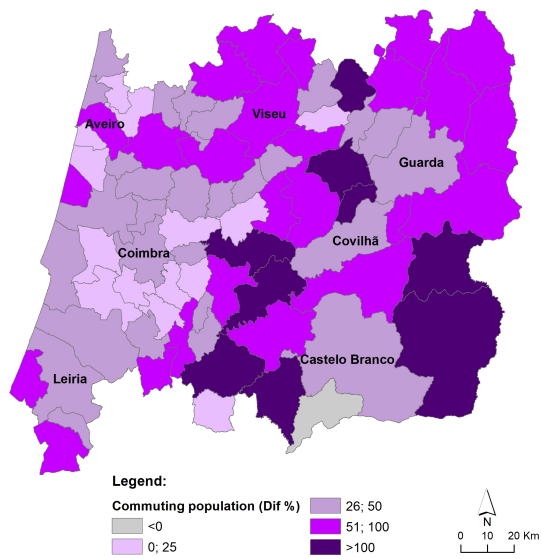 Aveiro
Viseu
Guarda
Coimbra
Covilhã
Leiria
Castelo Branco
Legend:
Commuting population (Dif %)
<0
0; 25
26; 50
51; 100
>100
N
0 10 20 Km